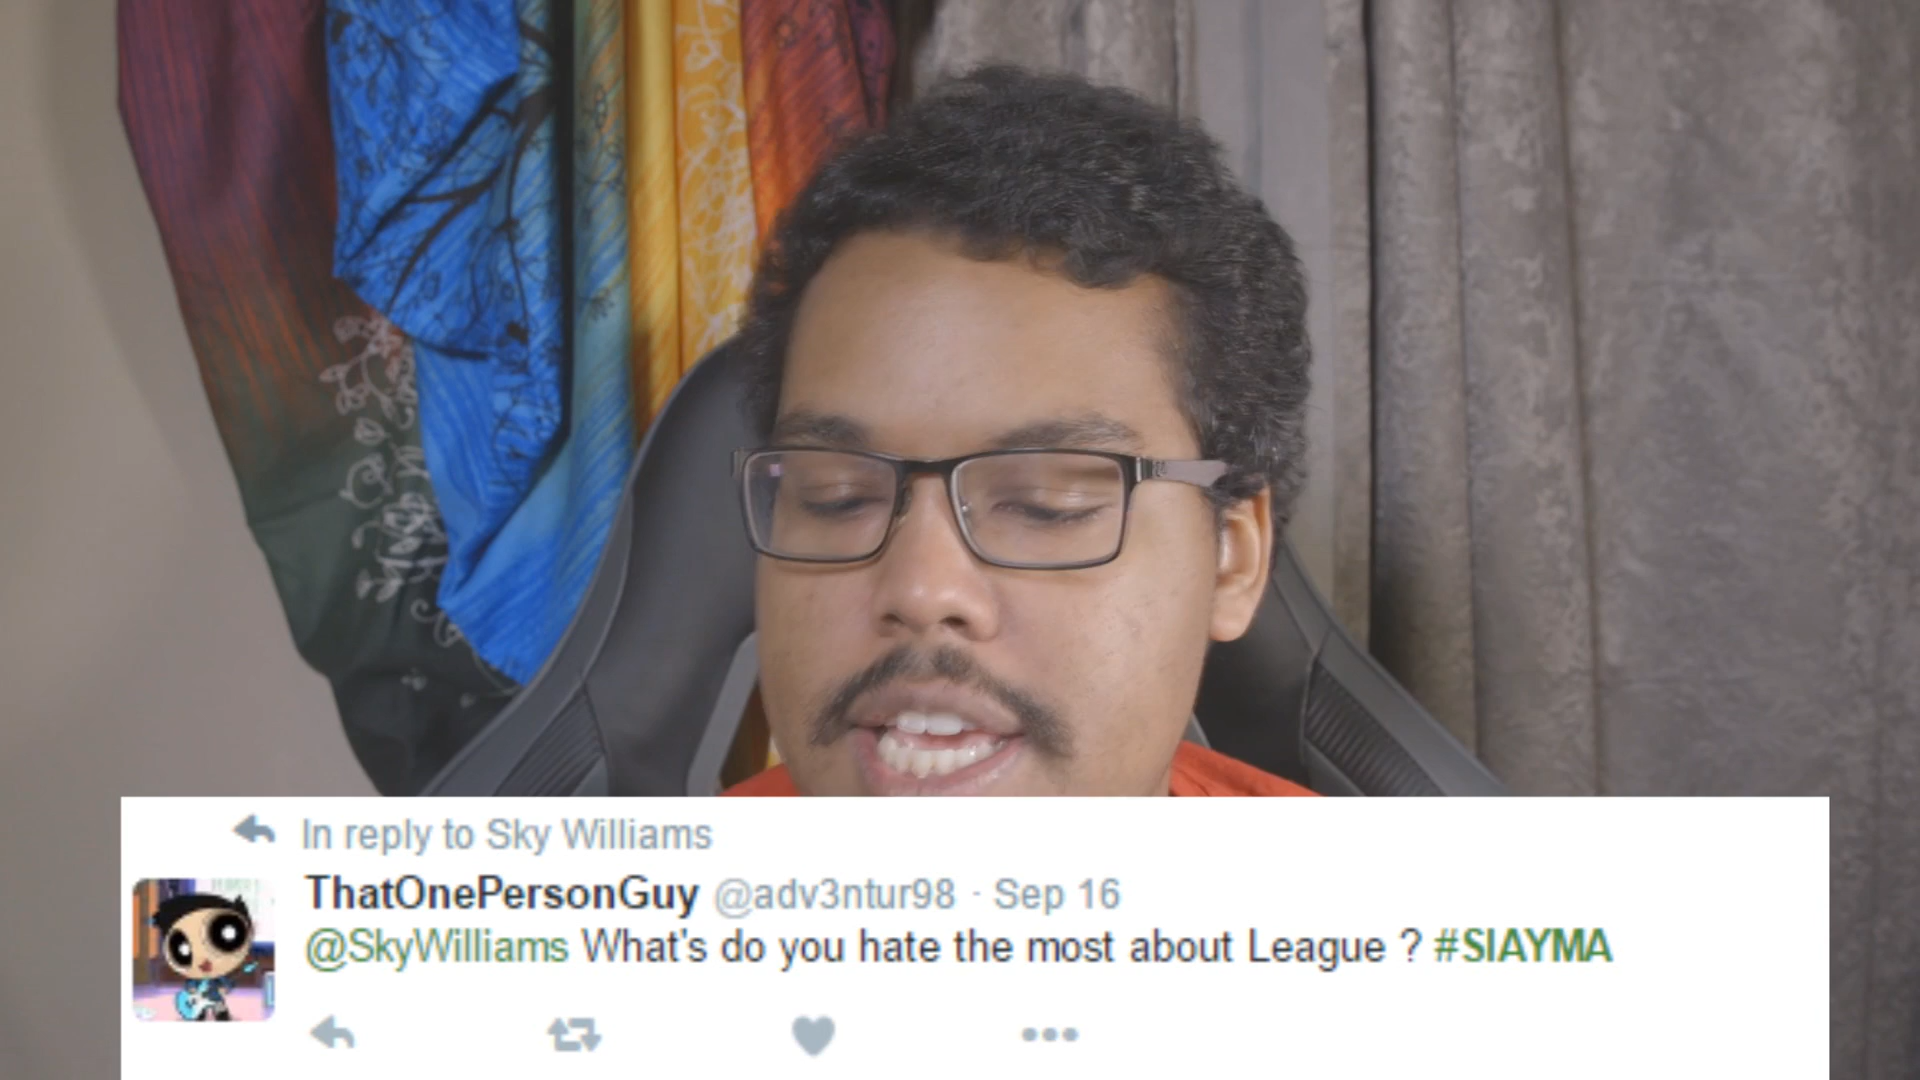 In reply to Sky Williams
ThatOnePersonGuy @adv3ntur98 · Sep 16
@SkyWilliams What's do you hate the most about League ? #SIAYMA